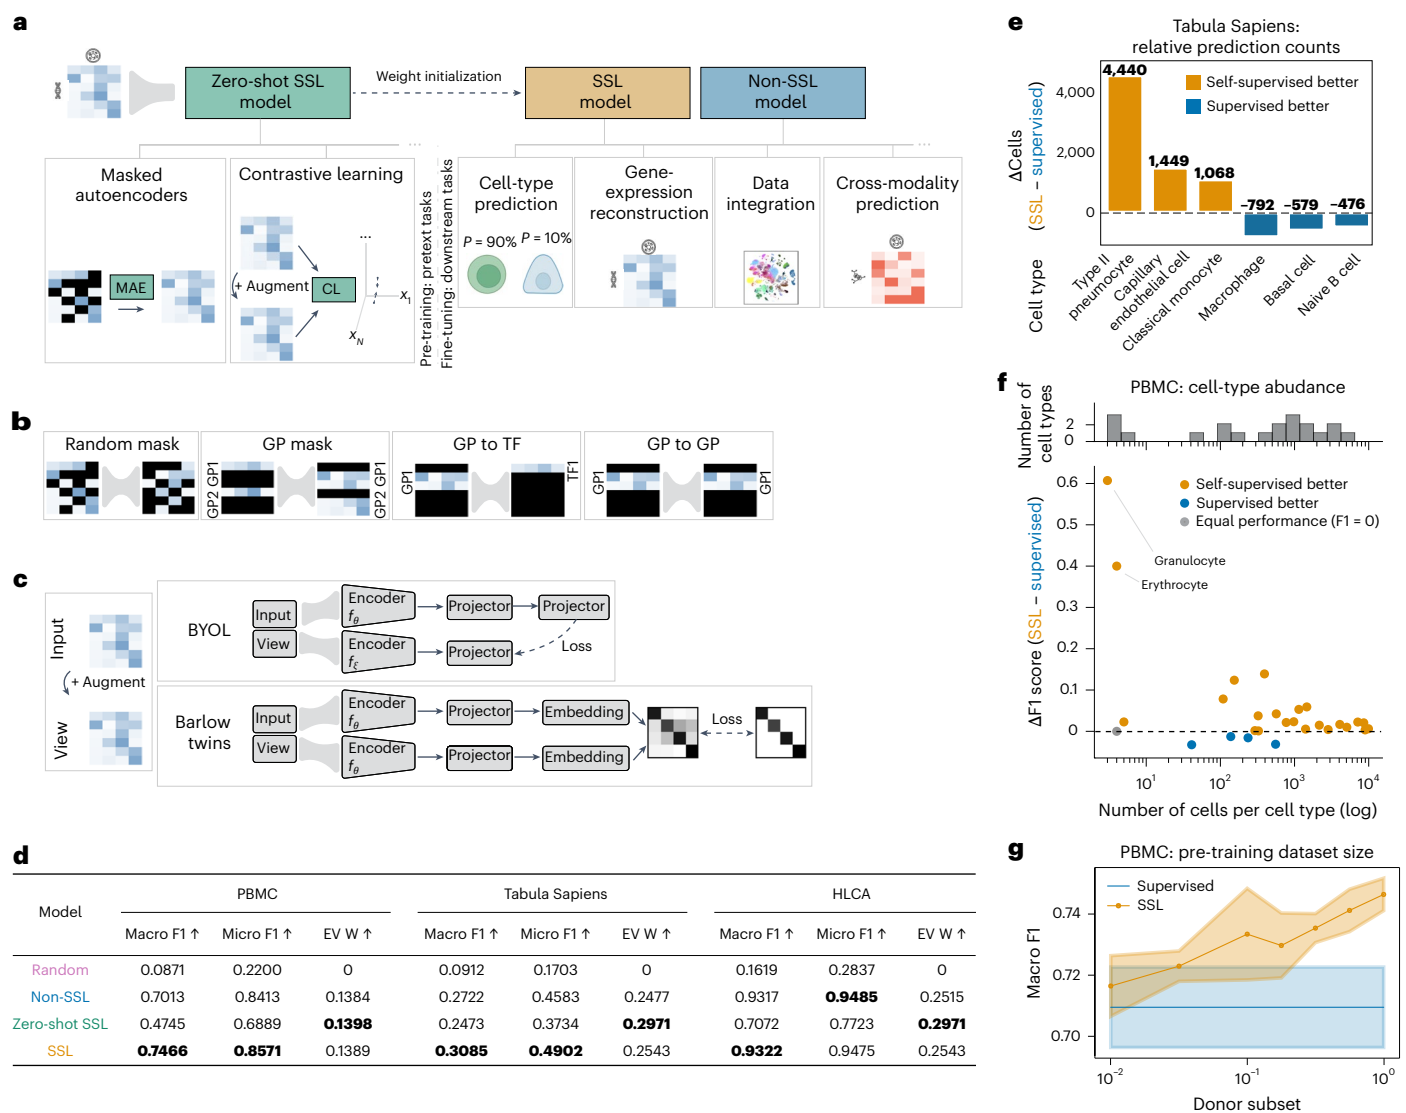 a
Zero-shot SSL
model
Weight initialization
SSL
model
Non-SSL
model
...
...
Masked
autoencoders
MAE
Contrastive learning
+ Augment
CL
...
x1
xN
Pre-training: pretext tasks
Fine-tuning: downstream tasks
Cell-type
prediction
P = 90%
P = 10%
Gene-
expression
reconstruction
Data
integration
Cross-modality
prediction
b
Random mask
GP mask
GP2 GP1
GP2 GP1
GP to TF
GP1
TF1
GP to GP
GP1
GP1
c
Input
+ Augment
View
BYOL
Input
View
Encoder
fθ
Encoder
fξ
Projector
Projector
Projector
Loss
Barlow
twins
Input
View
Encoder
fθ
Encoder
fθ
Projector
Embedding
Projector
Embedding
Loss
d
Model
PBMC
Tabula Sapiens
HLCA
Macro F1 ↑ Micro F1 ↑ EV W ↑ Macro F1 ↑ Micro F1 ↑ EV W ↑ Macro F1 ↑ Micro F1 ↑ EV W ↑
Random 0.0871 0.2200 0 0.0912 0.1703 0 0.1619 0.2837 0
Non-SSL 0.7013 0.8413 0.1384 0.2722 0.4583 0.2477 0.9317 0.9485 0.2515
Zero-shot SSL 0.4745 0.6889 0.1398 0.2473 0.3734 0.2971 0.7072 0.7723 0.2971
SSL 0.7466 0.8571 0.1389 0.3085 0.4902 0.2543 0.9322 0.9475 0.2543
e
Tabula Sapiens:
relative prediction counts
4,440
Self-supervised better
Supervised better
1,449
1,068
−792
−579
−476
4,000
2,000
0
ΔCells
(SSL − supervised)
Cell type
Type II
pneumocyte
Capillary
endothelial cell
Classical monocyte
Macrophage
Basal cell
Naive B cell
f
PBMC: cell-type abudance
Number of
cell types
2
0
Self-supervised better
Supervised better
Equal performance (F1 = 0)
Granulocyte
Erythrocyte
0.6
0.5
0.4
0.3
0.2
0.1
0
ΔF1 score (SSL − supervised)
10^1
10^2
10^3
10^4
Number of cells per cell type (log)
g
PBMC: pre-training dataset size
Supervised
SSL
0.74
0.72
0.70
Macro F1
10^−2
10^−1
10^0
Donor subset